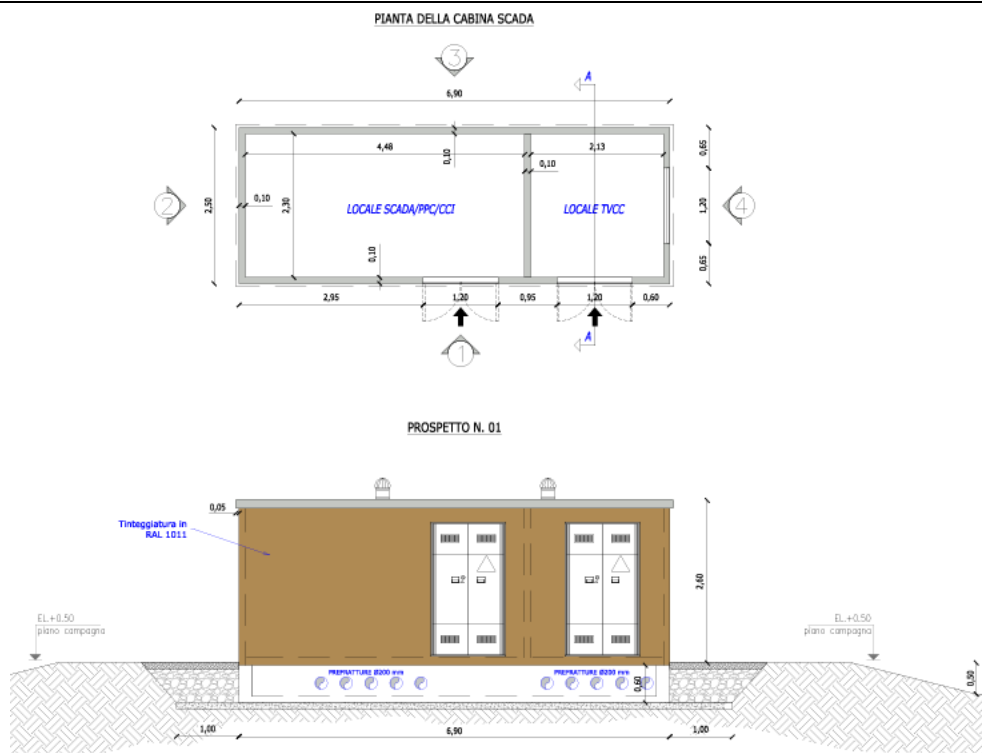 PIANTA DELLA CABINA SCADA
3
A
6,90
4,48
0,10
2,13
0,65
0,10
2
2,50
0,10
2,30
LOCALE SCADA/PPC/CCI
LOCALE TVCC
1,20
4
0,10
0,65
2,95
1,20
0,95
1,20
0,60
1
A
PROSPETTO N. 01
0,05
Tinteggiatura in
RAL 1011
2,60
EL.+0.50
piano campagna
EL.+0.50
piano campagna
PREFRATTURE Ø200 mm
PREFRATTURE Ø200 mm
0,60
0,50
1,00
6,90
1,00